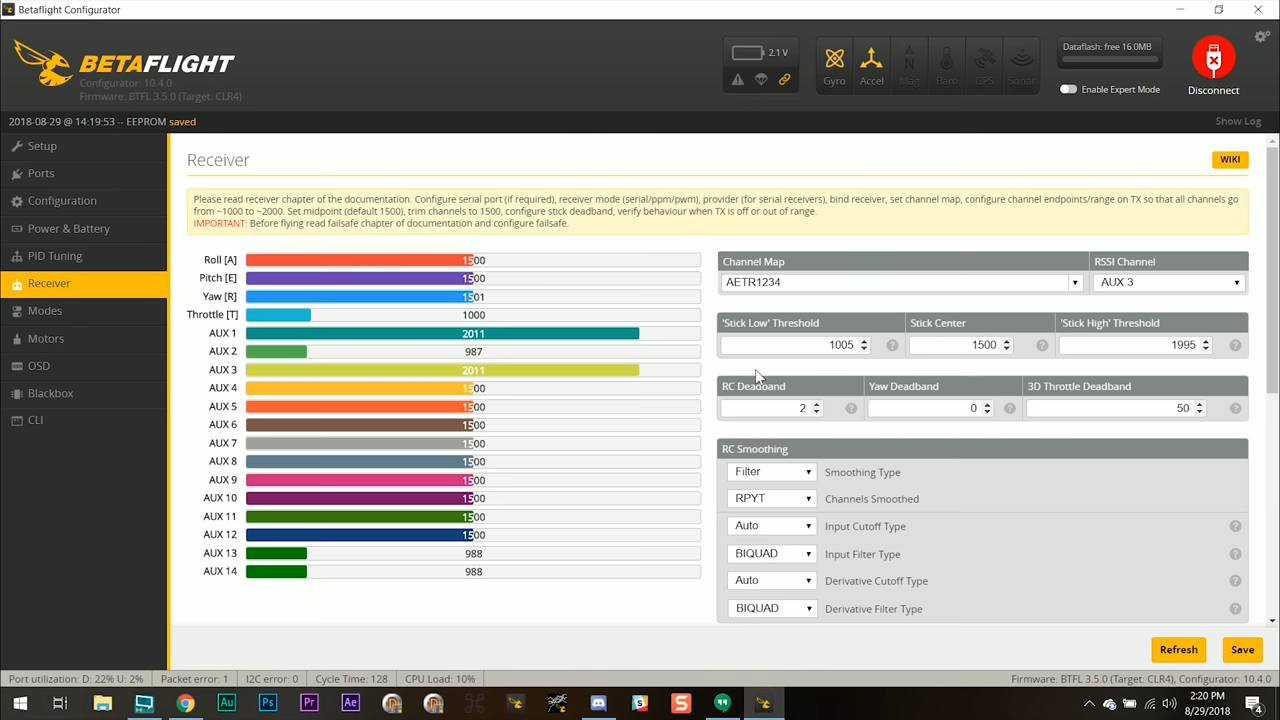 Betaflight Configurator
BETAFLIGHT
Configurator: 10.4.0
Firmware: BTFL 3.5.0 (Target: CLR4)
2.1 V
Gyro
Accel
Mag
Baro
GPS
Sonar
Dataflash: free 16.0MB
Enable Expert Mode
Disconnect
2018-08-29 @ 14:19:53 -- EEPROM saved
Show Log
Setup
Ports
Configuration
Power & Battery
PID Tuning
Receiver
Modes
Motors
OSD
Blackbox
CLI
Receiver
WIKI
Please read receiver chapter of the documentation. Configure serial port (if required), receiver mode (serial/ppm/pwm), provider (for serial receivers), bind receiver, set channel map, configure channel endpoints/range on TX so that all channels go
from ~1000 to ~2000. Set midpoint (default 1500), trim channels to 1500, configure stick deadband, verify behaviour when TX is off or out of range.
IMPORTANT: Before flying read failsafe chapter of documentation and configure failsafe.
Roll [A] 1500
Pitch [E] 1500
Yaw [R] 1501
Throttle [T] 1000
AUX 1 2011
AUX 2 987
AUX 3 2011
AUX 4 1500
AUX 5 1500
AUX 6 1500
AUX 7 1500
AUX 8 1500
AUX 9 1500
AUX 10 1500
AUX 11 1500
AUX 12 1500
AUX 13 988
AUX 14 988
Channel Map RSSI Channel
AETR1234 AUX 3
'Stick Low' Threshold Stick Center 'Stick High' Threshold
1005 1500 1995
RC Deadband Yaw Deadband 3D Throttle Deadband
2 0 50
RC Smoothing
Filter Smoothing Type
RPYT Channels Smoothed
Auto Input Cutoff Type
BIQUAD Input Filter Type
Auto Derivative Cutoff Type
BIQUAD Derivative Filter Type
Refresh
Save
Port utilization: D: 22% U: 2% Packet error: 1 I2C error: 0 Cycle Time: 128 CPU Load: 10% Firmware: BTFL 3.5.0 (Target: CLR4), Configurator: 10.4.0
Au
Ps
Pr
Ae
S
2:20 PM
8/29/2018
4